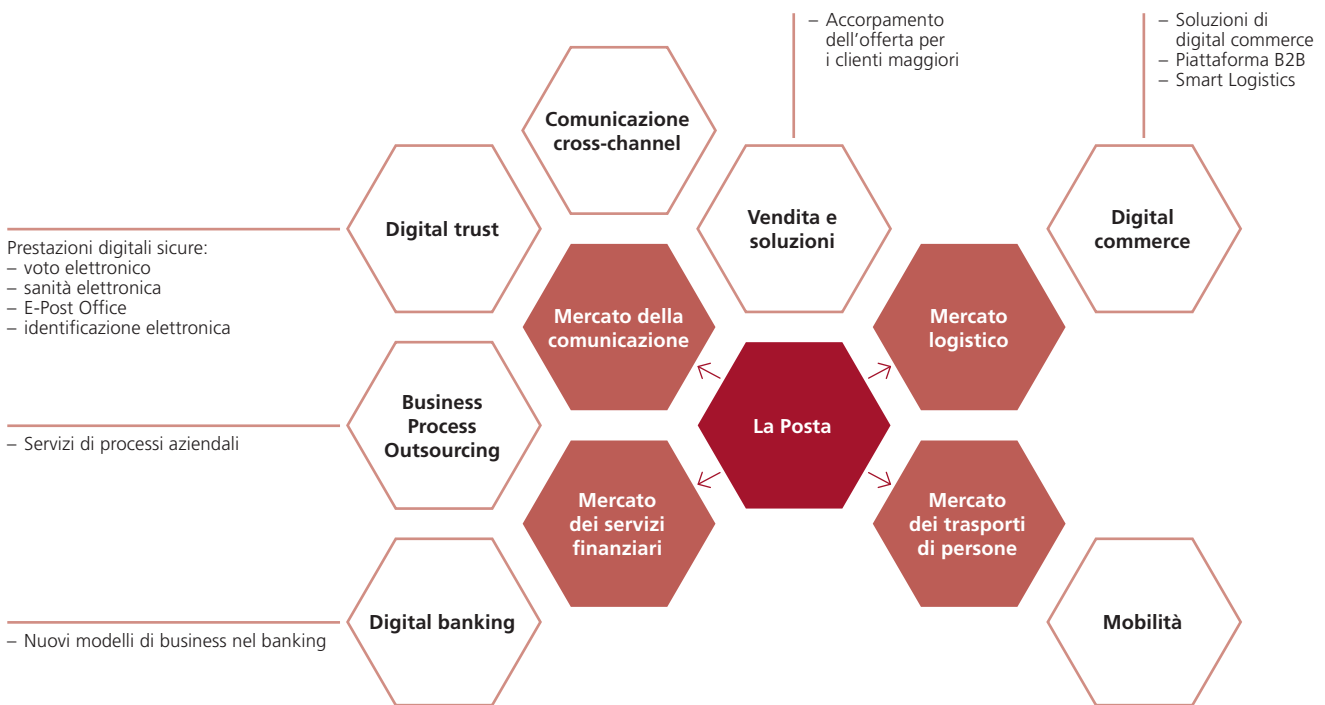 – Accorpamento
dell’offerta per
i clienti maggiori
– Soluzioni di
digital commerce
– Piattaforma B2B
– Smart Logistics
Comunicazione
cross-channel
Digital trust
Vendita e
soluzioni
Digital
commerce
Prestazioni digitali sicure:
– voto elettronico
– sanità elettronica
– E-Post Office
– identificazione elettronica
Mercato della
comunicazione
Mercato
logistico
Business
Process
Outsourcing
La Posta
– Servizi di processi aziendali
Mercato
dei servizi
finanziari
Mercato
dei trasporti
di persone
Digital banking
Mobilità
– Nuovi modelli di business nel banking